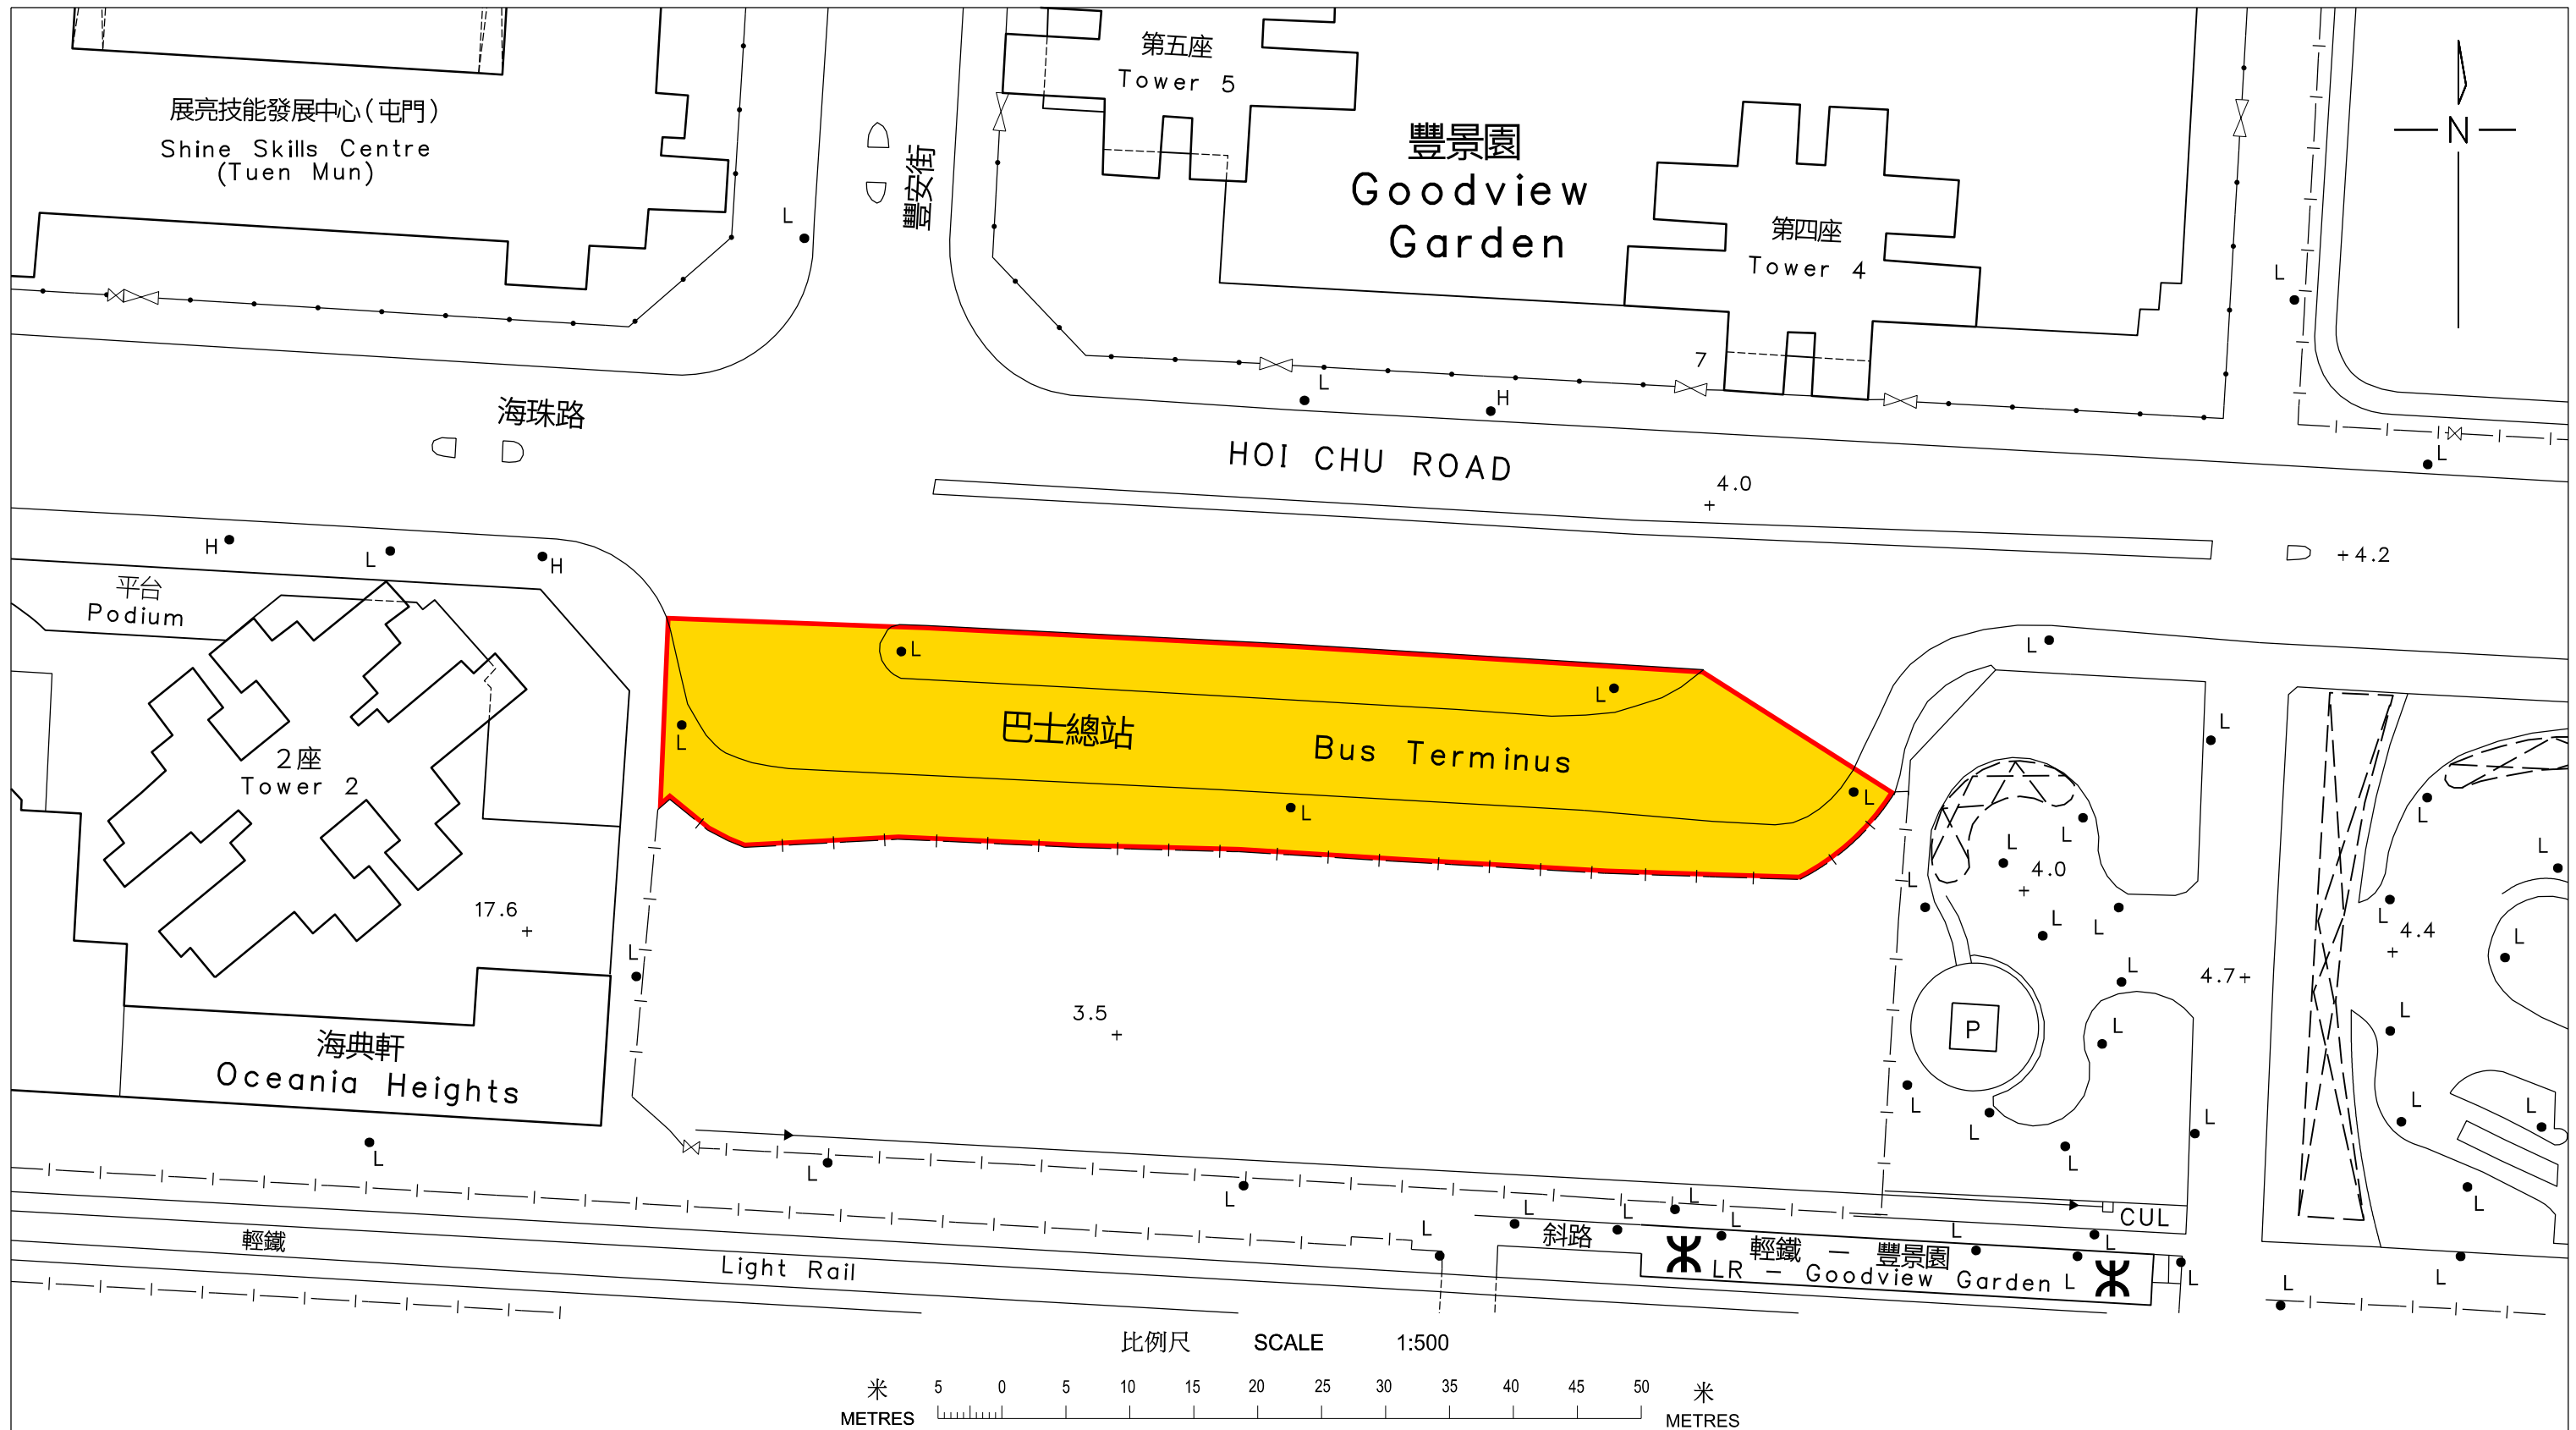 第五座
Tower 5
展亮技能發展中心(屯門)
Shine Skills Centre
(Tuen Mun)
豐安街
豐景園
Goodview
Garden
第四座
Tower 4
N
L
L
7
L
H
海珠路
HOI CHU ROAD
4.0
L
+4.2
H
L
H
平台
Podium
L
L
L
L
巴士總站
Bus Terminus
L
L
L
2座
Tower 2
L
L
L
L
L
4.0
L
17.6
L
L
L
4.4
L
L
4.7+
L
3.5
P
L
L
海典軒
Oceania Heights
L
L
L
L
L
L
L
L
L
L
CUL
L
L
L
L
L
斜路
輕鐵
Light Rail
輕鐵 － 豐景園
LR － Goodview Garden
L
L
L
L
L
比例尺 SCALE 1:500
米 5 0 5 10 15 20 25 30 35 40 45 50 米
METRES METRES